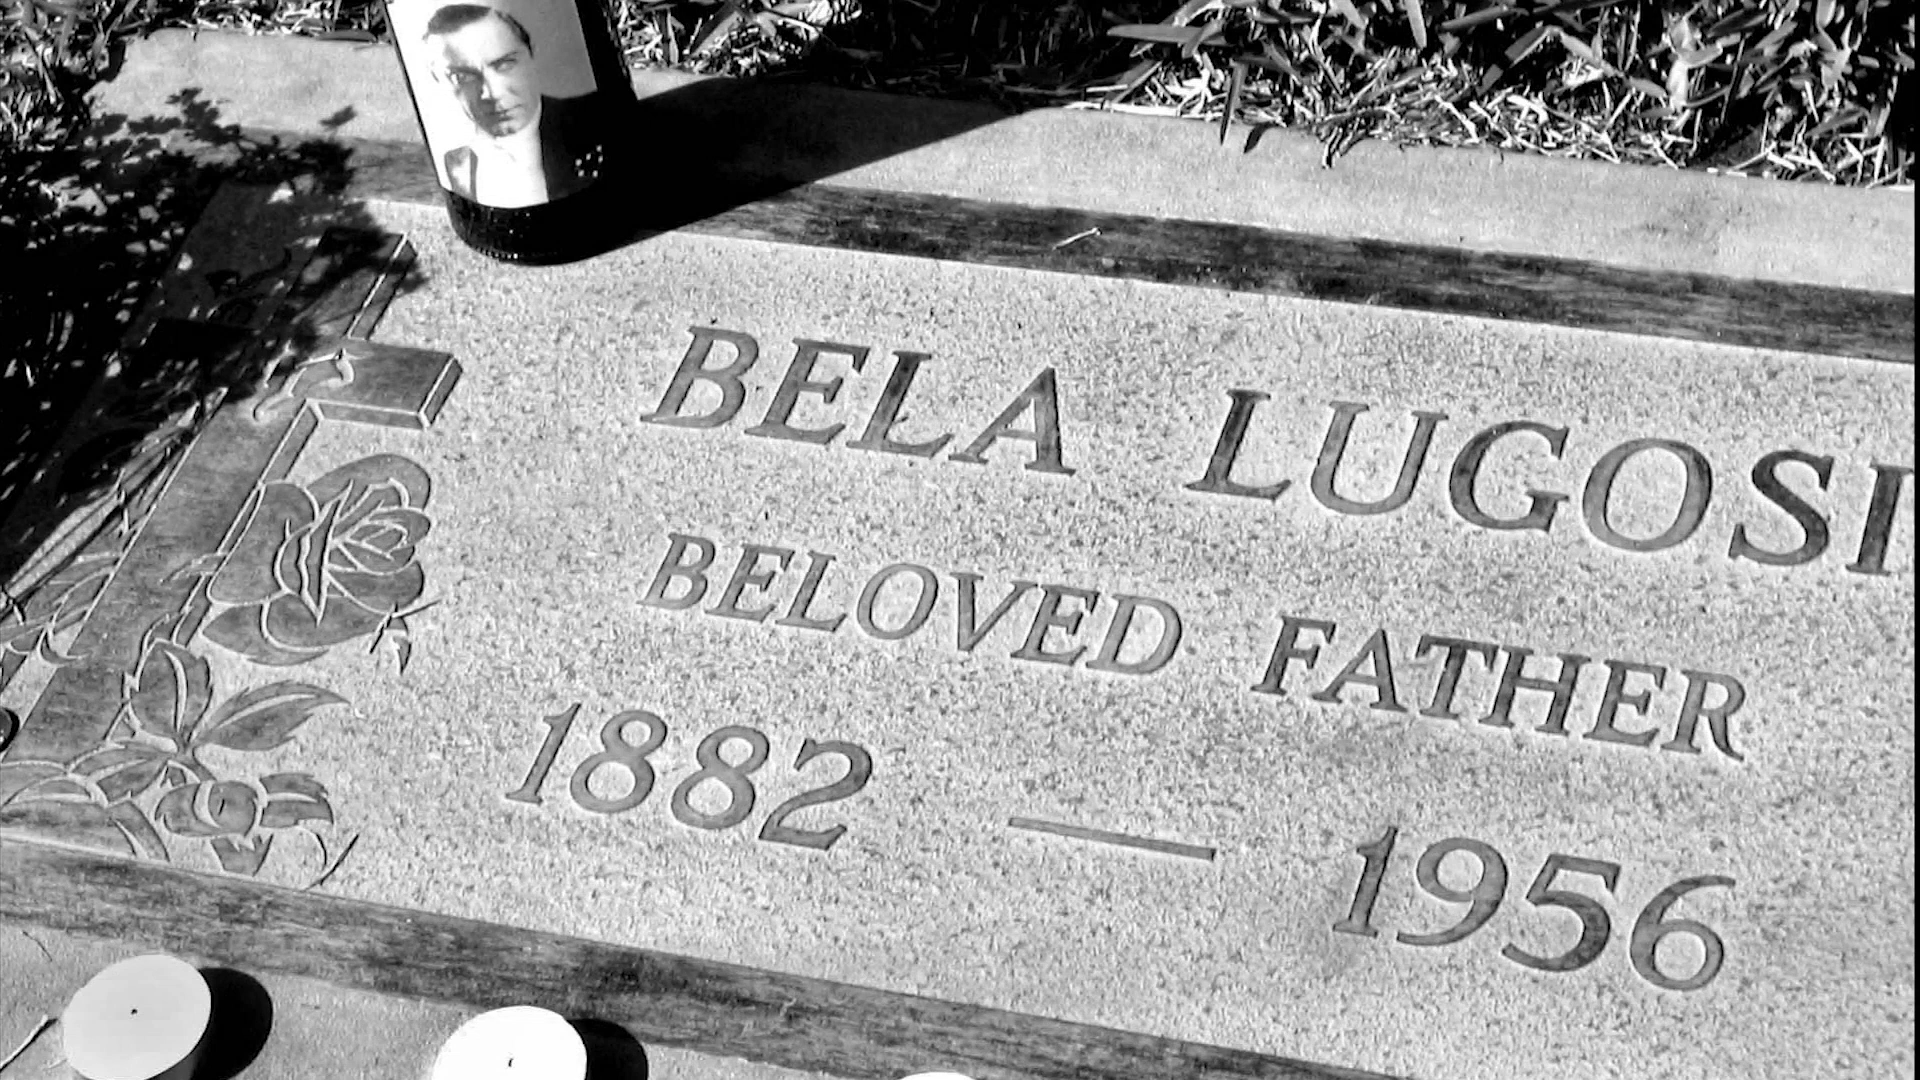 BELA LUGOSI
BELOVED FATHER
1882 — 1956